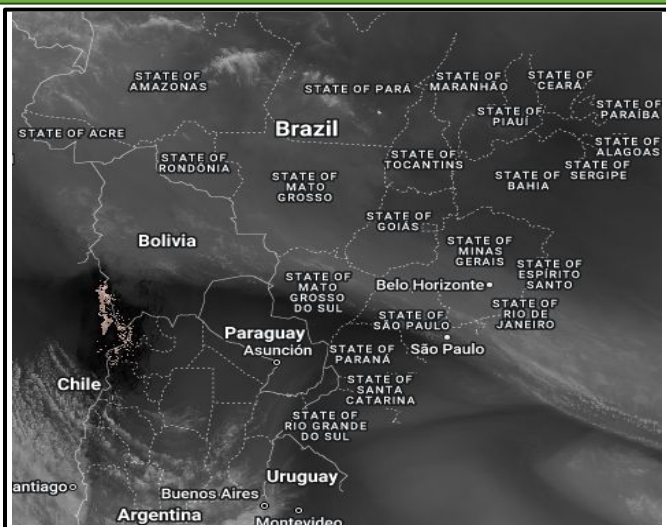 STATE OF
AMAZONAS
STATE OF PARÁ
STATE OF
MARANHÃO
STATE OF
CEARÁ
STATE OF
PIAUÍ
STATE OF
PARAÍBA
STATE OF ACRE
Brazil
STATE OF
RONDÔNIA
STATE OF
TOCANTINS
STATE OF
ALAGOAS
STATE OF
SERGIPE
STATE OF
MATO
GROSSO
STATE OF
BAHIA
STATE OF
GOIÁS
Bolivia
STATE OF
MINAS
GERAIS
STATE OF
ESPÍRITO
SANTO
STATE OF
MATO
GROSSO
DO SUL
Belo Horizonte
STATE OF
RIO DE
JANEIRO
STATE OF
SÃO PAULO
Paraguay
Asunción
STATE OF
PARANÁ
São Paulo
Chile
STATE OF
SANTA
CATARINA
STATE OF
RIO GRANDE
DO SUL
Uruguay
antiago
Buenos Aires
Argentina
Montevideo